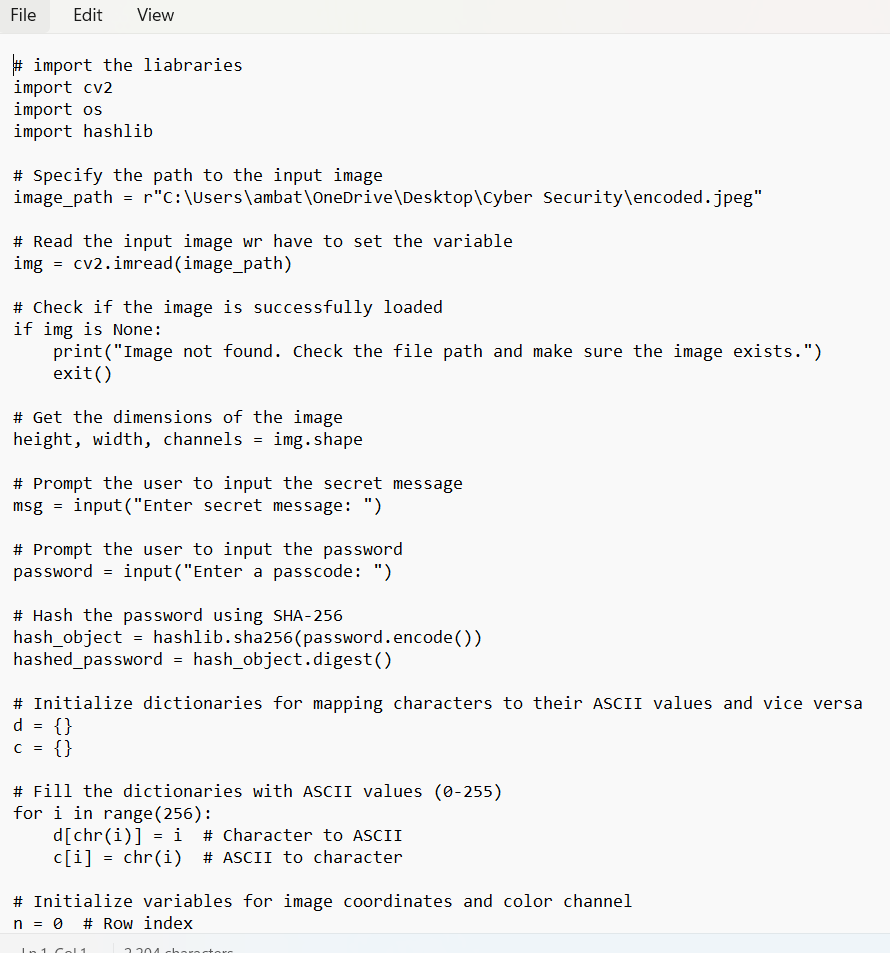 File Edit View
# import the liabraries
import cv2
import os
import hashlib
# Specify the path to the input image
image_path = r"C:\Users\ambat\OneDrive\Desktop\Cyber Security\encoded.jpeg"
# Read the input image wr have to set the variable
img = cv2.imread(image_path)
# Check if the image is successfully loaded
if img is None:
    print("Image not found. Check the file path and make sure the image exists.")
    exit()
# Get the dimensions of the image
height, width, channels = img.shape
# Prompt the user to input the secret message
msg = input("Enter secret message: ")
# Prompt the user to input the password
password = input("Enter a passcode: ")
# Hash the password using SHA-256
hash_object = hashlib.sha256(password.encode())
hashed_password = hash_object.digest()
# Initialize dictionaries for mapping characters to their ASCII values and vice versa
d = {}
c = {}
# Fill the dictionaries with ASCII values (0-255)
for i in range(256):
    d[chr(i)] = i  # Character to ASCII
    c[i] = chr(i)  # ASCII to character
# Initialize variables for image coordinates and color channel
n = 0  # Row index
Ln 1, Col 1 2,204 characters